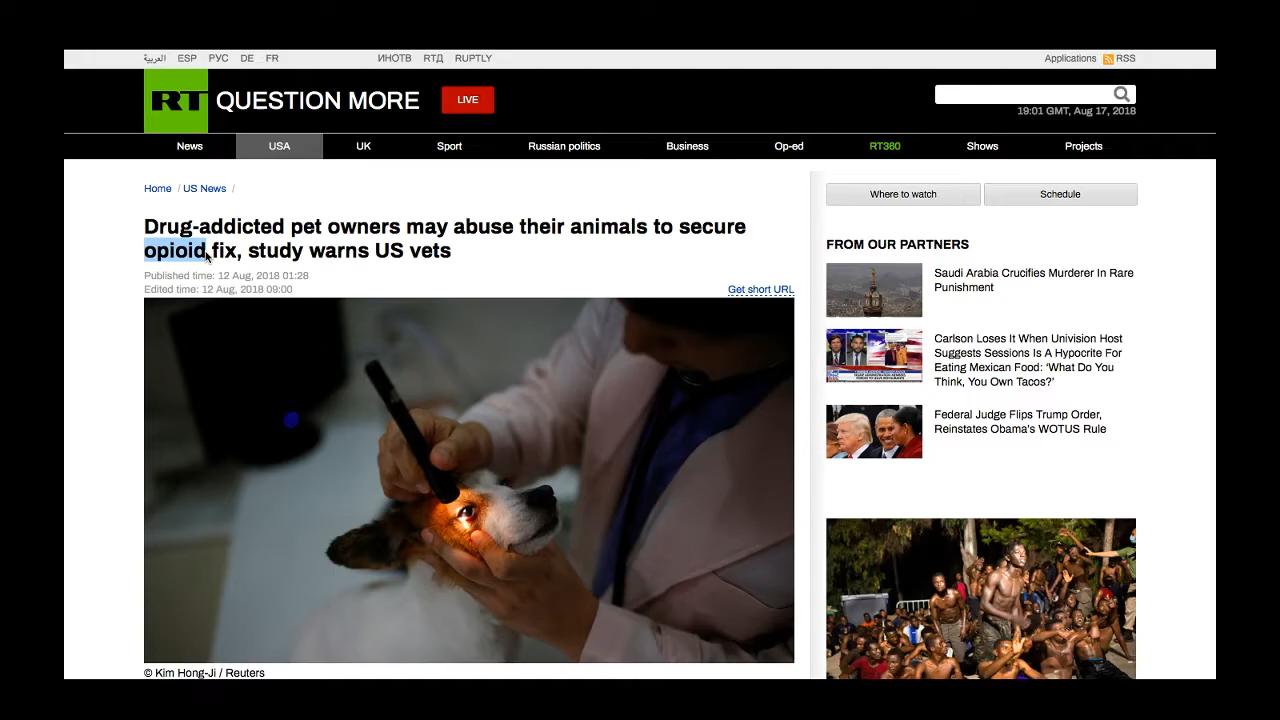 العربية ESP РУС DE FR ИНОТВ РТД RUPTLY Applications RSS
RT QUESTION MORE LIVE
19:01 GMT, Aug 17, 2018
News USA UK Sport Russian politics Business Op-ed RT360 Shows Projects
Home / US News /
Drug-addicted pet owners may abuse their animals to secure
opioid fix, study warns US vets
Published time: 12 Aug, 2018 01:28
Edited time: 12 Aug, 2018 09:00
Get short URL
© Kim Hong-Ji / Reuters
Where to watch Schedule
FROM OUR PARTNERS
Saudi Arabia Crucifies Murderer In Rare
Punishment
Carlson Loses It When Univision Host
Suggests Sessions Is A Hypocrite For
Eating Mexican Food: ‘What Do You
Think, You Own Tacos?’
Federal Judge Flips Trump Order,
Reinstates Obama's WOTUS Rule